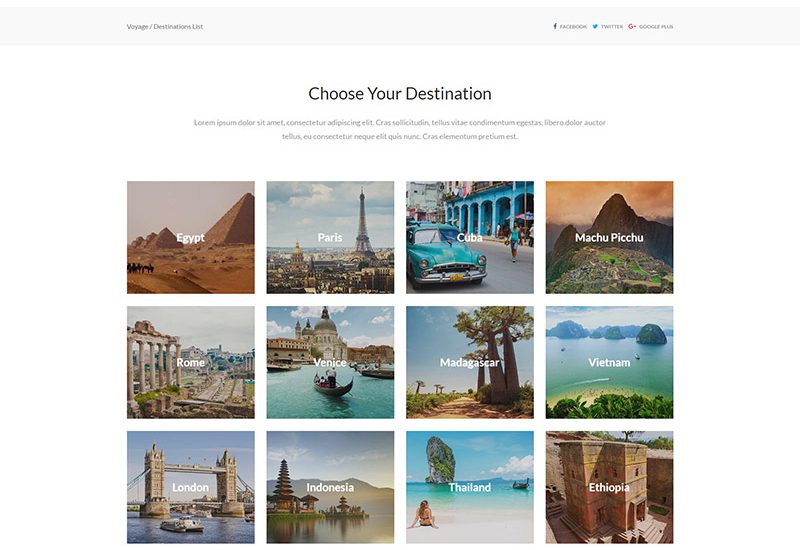 Voyage / Destinations List
FACEBOOK TWITTER GOOGLE PLUS
Choose Your Destination
Lorem ipsum dolor sit amet, consectetur adipiscing elit. Cras sollicitudin, tellus vitae condimentum egestas, libero dolor auctor
tellus, eu consectetur neque elit quis nunc. Cras elementum pretium est.
Egypt
Paris
Cuba
Machu Picchu
Rome
Venice
Madagascar
Vietnam
London
Indonesia
Thailand
Ethiopia